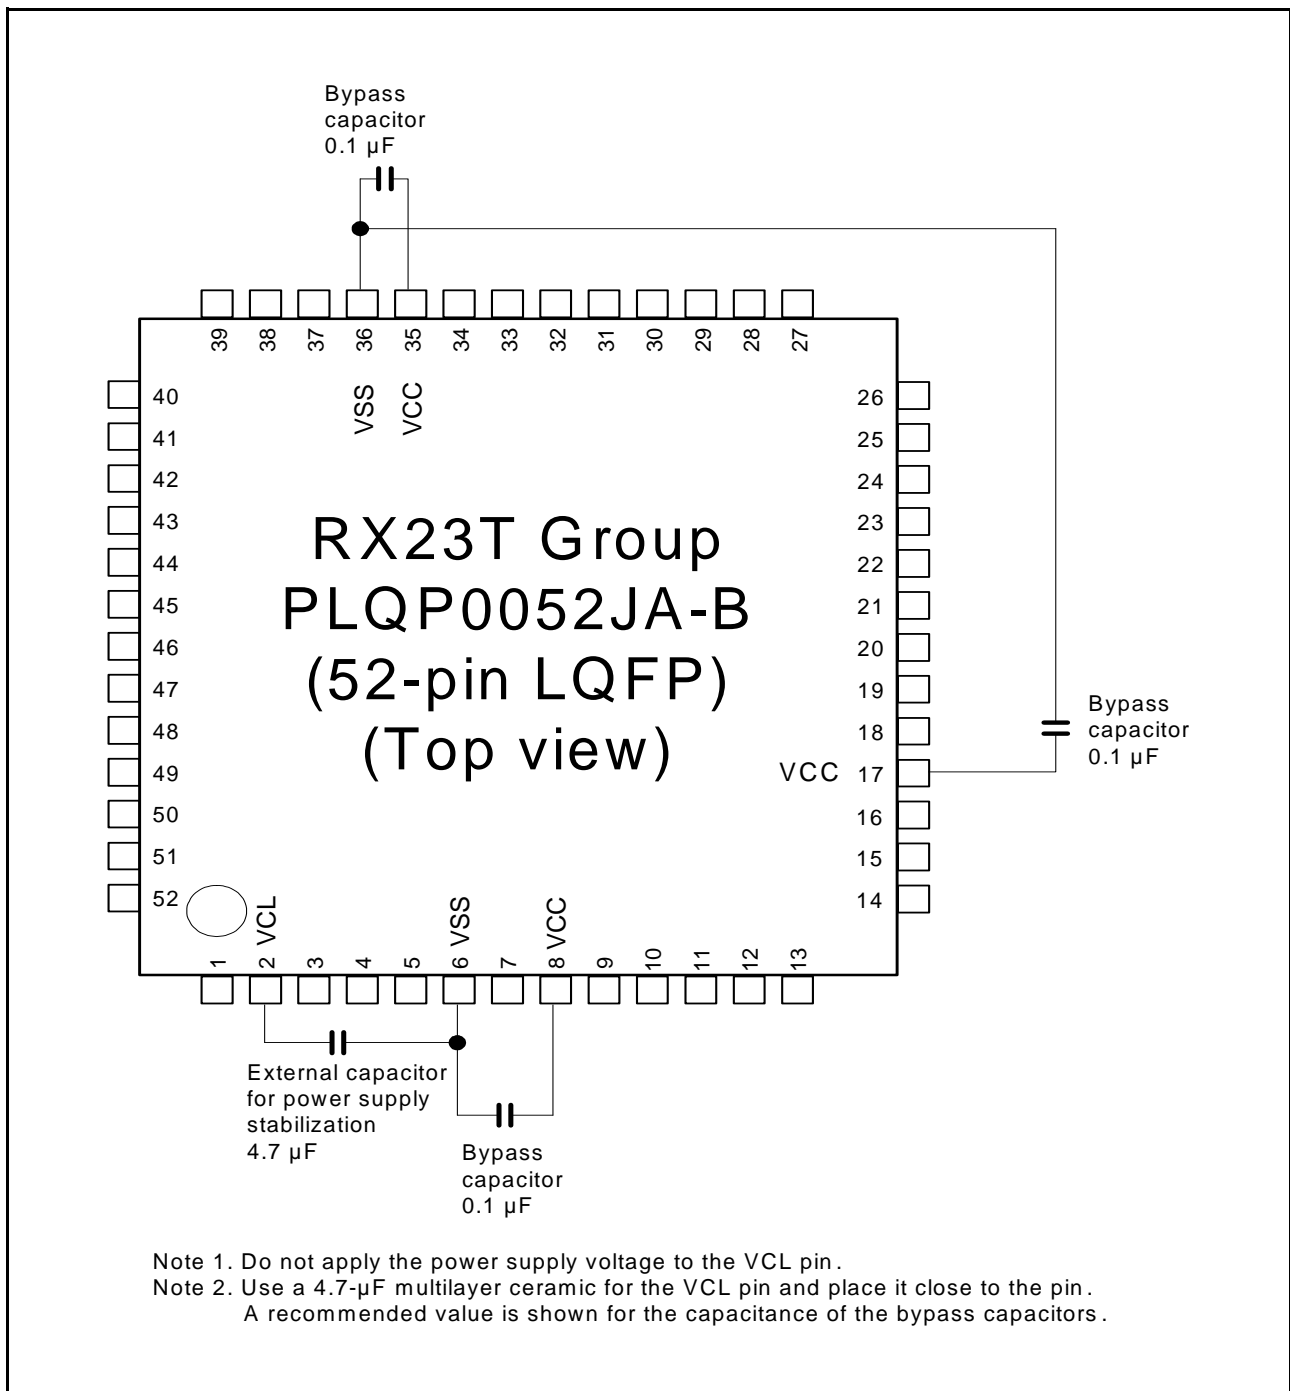 Bypass
capacitor
0.1 µF
39 38 37 36 35 34 33 32 31 30 29 28 27
VSS VCC
40
41
42
43
44
45
46
47
48
49
50
51
52
26
25
24
23
22
21
20
19
18
VCC 17
16
15
14
RX23T Group
PLQP0052JA-B
(52-pin LQFP)
(Top view)
Bypass
capacitor
0.1 µF
VCL VSS VCC
1 2 3 4 5 6 7 8 9 10 11 12 13
External capacitor
for power supply
stabilization
4.7 µF
Bypass
capacitor
0.1 µF
Note 1. Do not apply the power supply voltage to the VCL pin.
Note 2. Use a 4.7-µF multilayer ceramic for the VCL pin and place it close to the pin.
A recommended value is shown for the capacitance of the bypass capacitors.